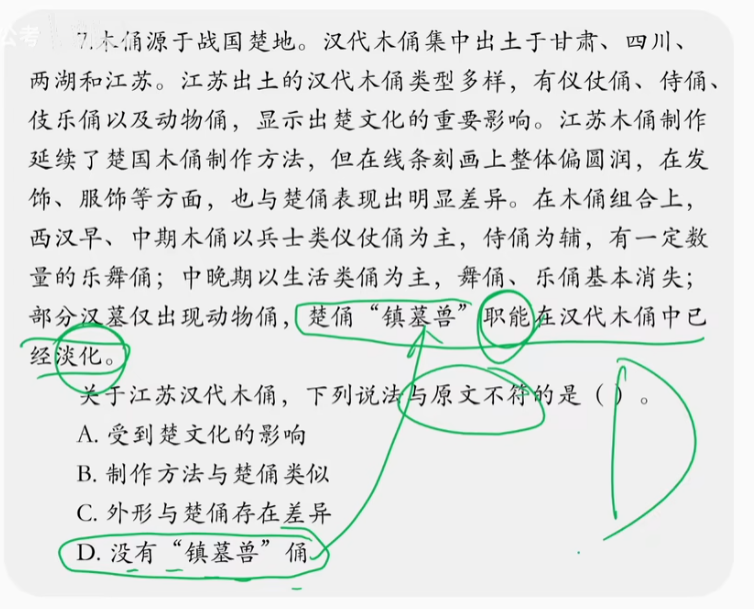 公考
7.木俑源于战国楚地。汉代木俑集中出土于甘肃、四川、
两湖和江苏。江苏出土的汉代木俑类型多样，有仪仗俑、侍俑、
伎乐俑以及动物俑，显示出楚文化的重要影响。江苏木俑制作
延续了楚国木俑制作方法，但在线条刻画上整体偏圆润，在发
饰、服饰等方面，也与楚俑表现出明显差异。在木俑组合上，
西汉早、中期木俑以兵士类仪仗俑为主，侍俑为辅，有一定数
量的乐舞俑；中晚期以生活类俑为主，舞俑、乐俑基本消失；
部分汉墓仅出现动物俑，楚俑“镇墓兽”职能在汉代木俑中已
经淡化。
关于江苏汉代木俑，下列说法与原文不符的是（ ）。
A. 受到楚文化的影响
B. 制作方法与楚俑类似
C. 外形与楚俑存在差异
D. 没有“镇墓兽”俑
D